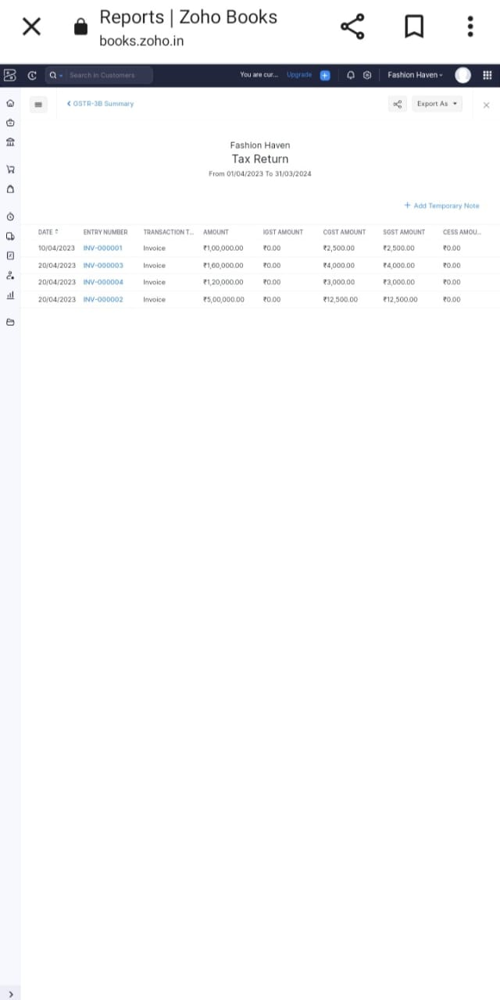 Reports | Zoho Books
books.zoho.in
Search in Customers
You are cur... Upgrade
Fashion Haven
GSTR-3B Summary
Export As
Fashion Haven
Tax Return
From 01/04/2023 To 31/03/2024
+ Add Temporary Note
DATE ENTRY NUMBER TRANSACTION T... AMOUNT IGST AMOUNT CGST AMOUNT SGST AMOUNT CESS AMOU...
10/04/2023 INV-000001 Invoice ₹1,00,000.00 ₹0.00 ₹2,500.00 ₹2,500.00 ₹0.00
20/04/2023 INV-000003 Invoice ₹1,60,000.00 ₹0.00 ₹4,000.00 ₹4,000.00 ₹0.00
20/04/2023 INV-000004 Invoice ₹1,20,000.00 ₹0.00 ₹3,000.00 ₹3,000.00 ₹0.00
20/04/2023 INV-000002 Invoice ₹5,00,000.00 ₹0.00 ₹12,500.00 ₹12,500.00 ₹0.00